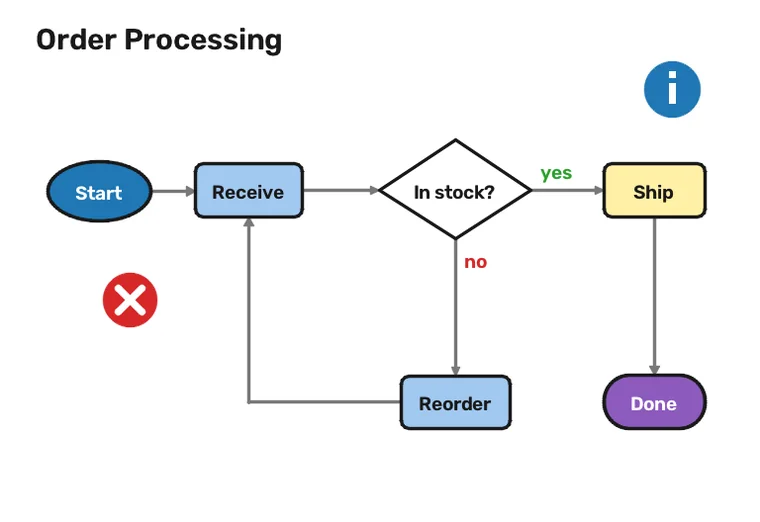 Order Processing
Start
Receive
In stock?
yes
Ship
no
Reorder
Done